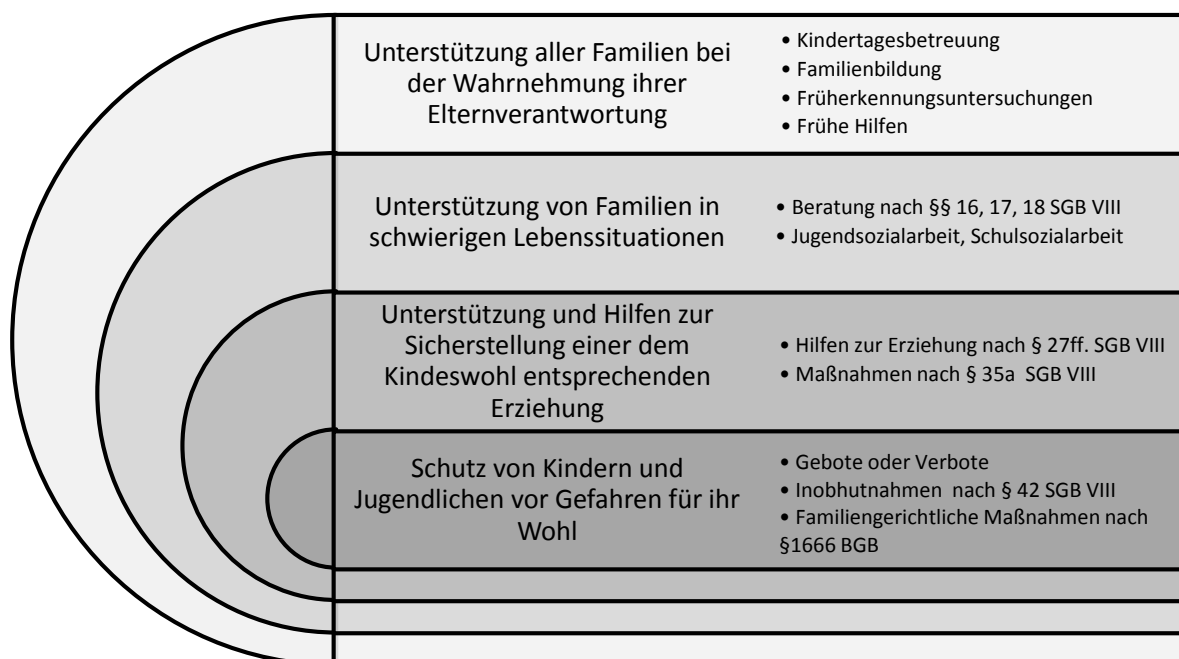 Unterstützung aller Familien bei
der Wahrnehmung ihrer
Elternverantwortung
• Kindertagesbetreuung
• Familienbildung
• Früherkennungsuntersuchungen
• Frühe Hilfen
Unterstützung von Familien in
schwierigen Lebenssituationen
• Beratung nach §§ 16, 17, 18 SGB VIII
• Jugendsozialarbeit, Schulsozialarbeit
Unterstützung und Hilfen zur
Sicherstellung einer dem
Kindeswohl entsprechenden
Erziehung
• Hilfen zur Erziehung nach § 27ff. SGB VIII
• Maßnahmen nach § 35a SGB VIII
Schutz von Kindern und
Jugendlichen vor Gefahren für ihr
Wohl
• Gebote oder Verbote
• Inobhutnahmen nach § 42 SGB VIII
• Familiengerichtliche Maßnahmen nach
§1666 BGB